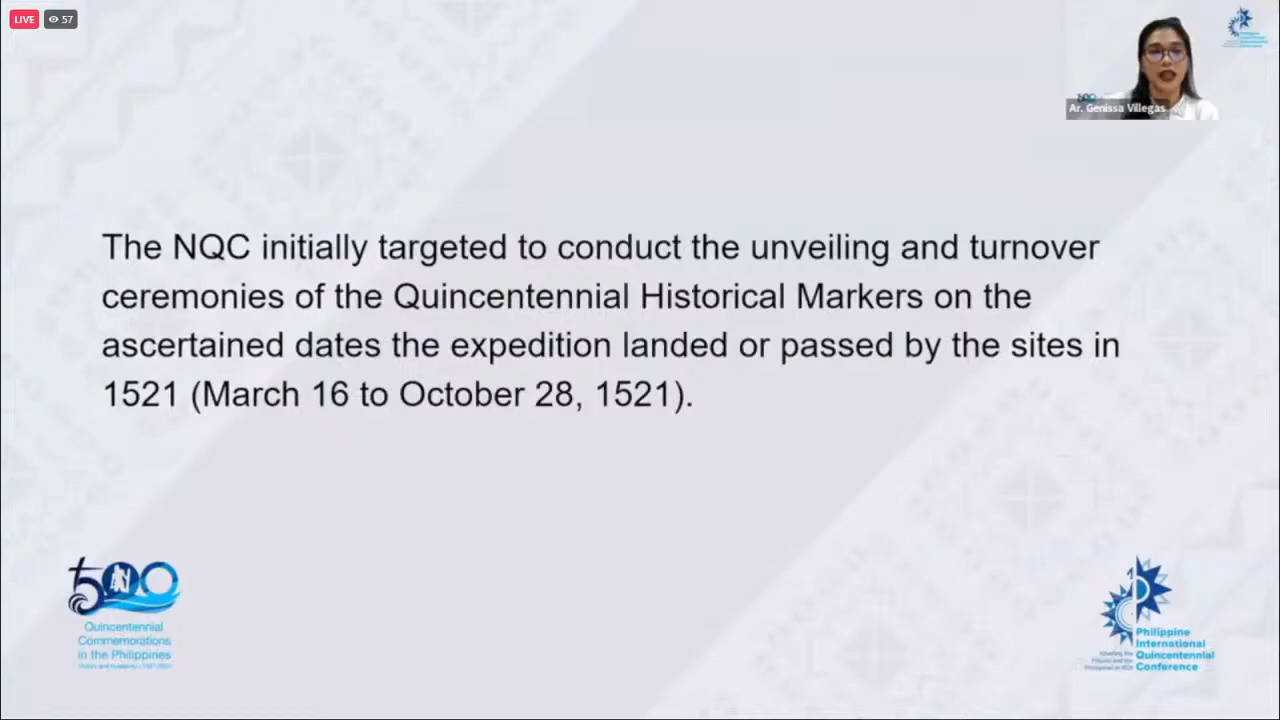 LIVE 57
Ar. Genissa Villegas
The NQC initially targeted to conduct the unveiling and turnover
ceremonies of the Quincentennial Historical Markers on the
ascertained dates the expedition landed or passed by the sites in
1521 (March 16 to October 28, 1521).
500
Quincentennial
Commemorations
in the Philippines
Philippine
International
Quincentennial
Conference